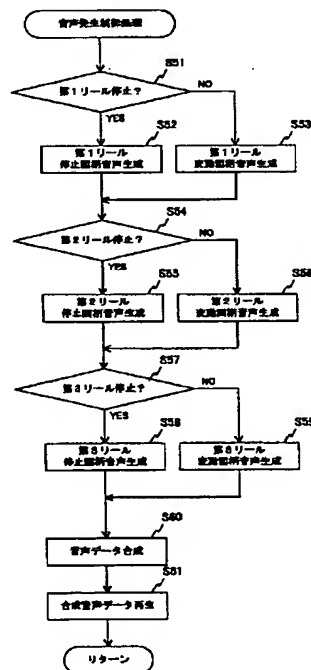 音声発生制御処理
S51
第1リール停止?
NO
YES
S52
S53
第1リール
停止図柄音声生成
第1リール
変動図柄音声生成
S54
第2リール停止?
NO
YES
S55
S56
第2リール
停止図柄音声生成
第2リール
変動図柄音声生成
S57
第3リール停止?
NO
YES
S58
S59
第3リール
停止図柄音声生成
第3リール
変動図柄音声生成
S60
音声データ合成
S61
合成音声データ再生
リターン